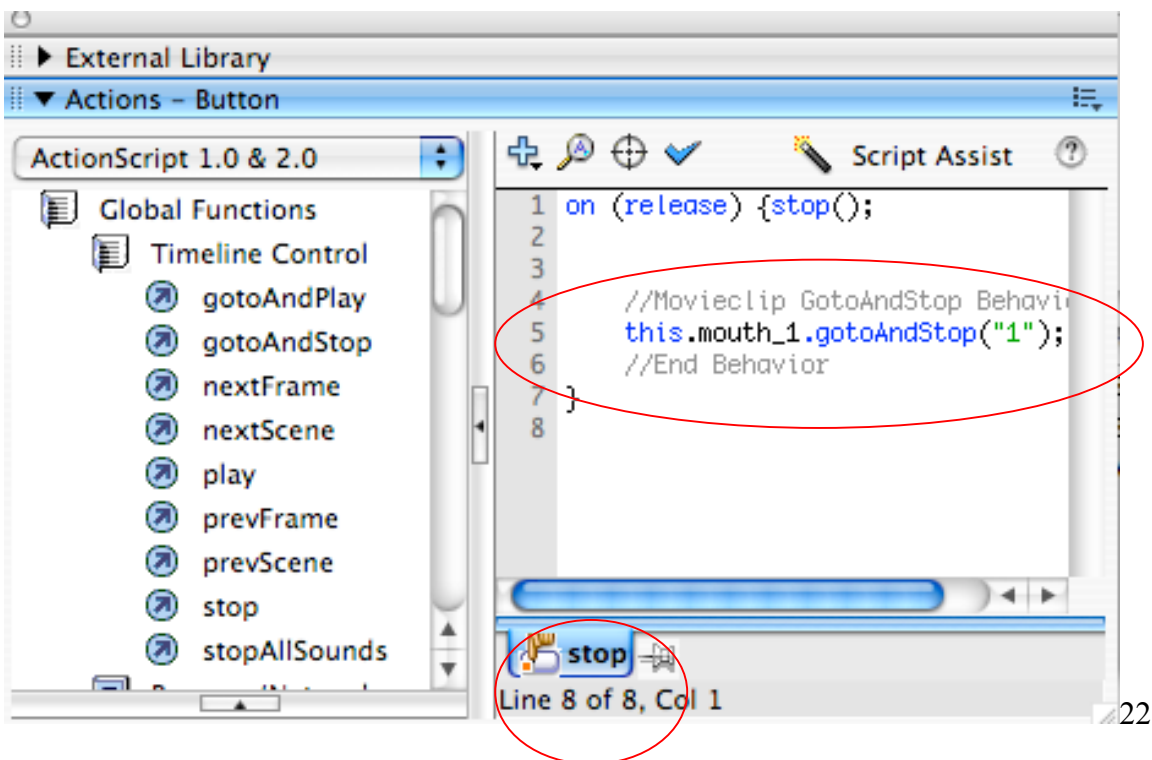 External Library
Actions – Button
ActionScript 1.0 & 2.0
Global Functions
Timeline Control
gotoAndPlay
gotoAndStop
nextFrame
nextScene
play
prevFrame
prevScene
stop
stopAllSounds
Script Assist
1 on (release) {stop();
2
3
4 //Movieclip GotoAndStop Behavi
5 this.mouth_1.gotoAndStop("1");
6 //End Behavior
7 }
8
stop
Line 8 of 8, Col 1
22